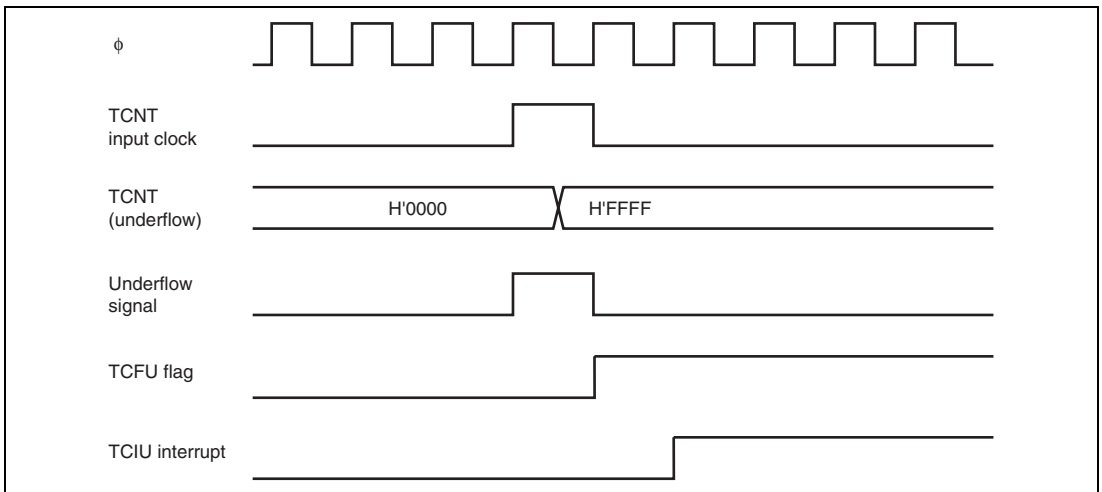 ϕ
TCNT
input clock
TCNT
(underflow)
H'0000
H'FFFF
Underflow
signal
TCFU flag
TCIU interrupt